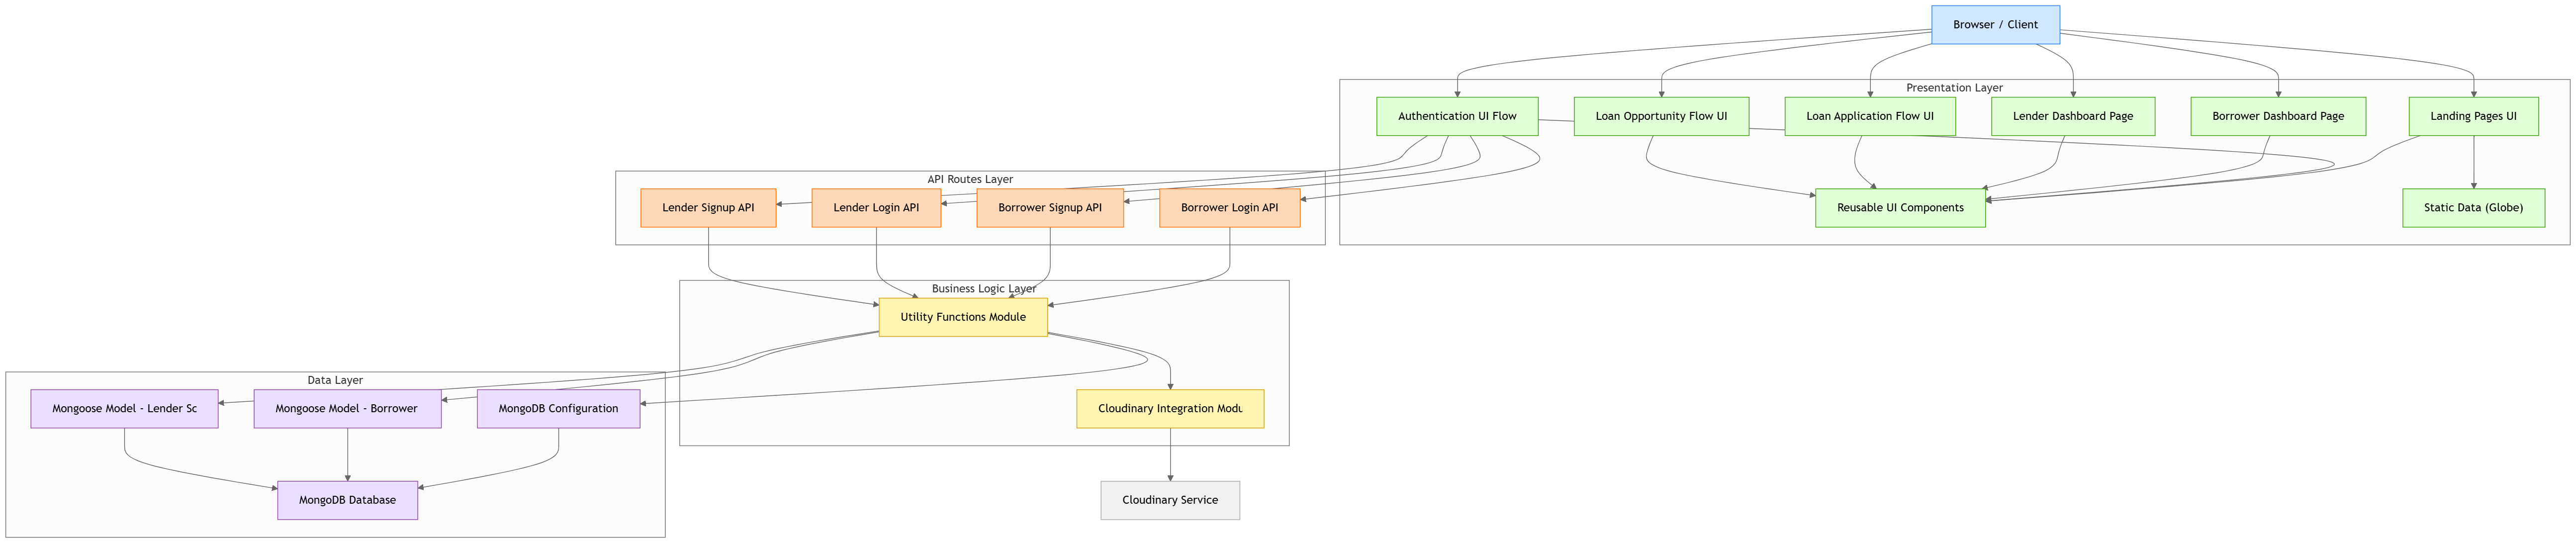 Browser / Client
Presentation Layer
Authentication UI Flow
Loan Opportunity Flow UI
Loan Application Flow UI
Lender Dashboard Page
Borrower Dashboard Page
Landing Pages UI
API Routes Layer
Lender Signup API
Lender Login API
Borrower Signup API
Borrower Login API
Reusable UI Components
Static Data (Globe)
Business Logic Layer
Utility Functions Module
Data Layer
Mongoose Model - Lender Sc
Mongoose Model - Borrower
MongoDB Configuration
Cloudinary Integration Modu
MongoDB Database
Cloudinary Service